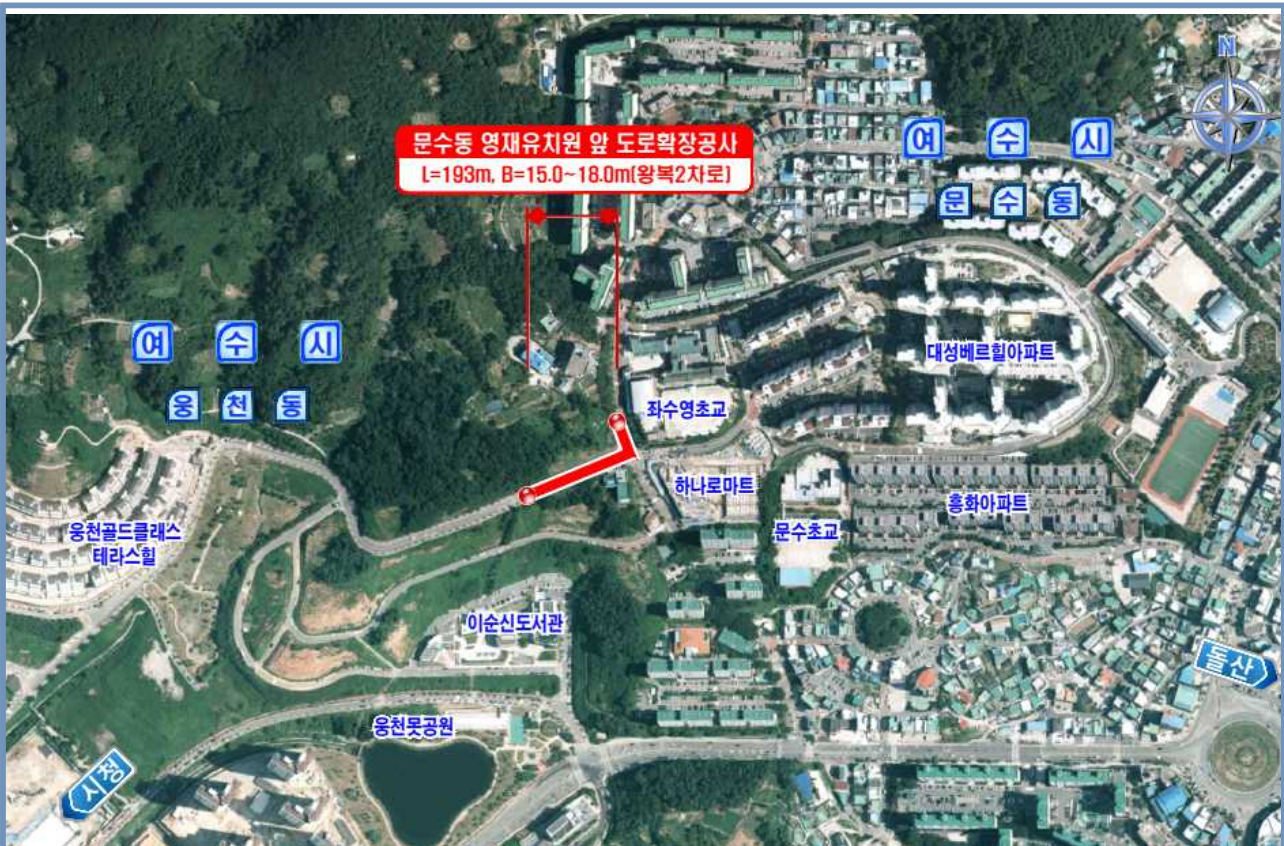 N
문수동 영재유치원 앞 도로확장공사
L=193m, B=15.0~18.0m(왕복2차로)
여 수 시
문 수 동
여 수 시
웅 천 동
대성베르힐아파트
좌수영초교
하나로마트
흥화아파트
문수초교
웅천골드클래스
테라스힐
이순신도서관
돌산
웅천못공원
시청